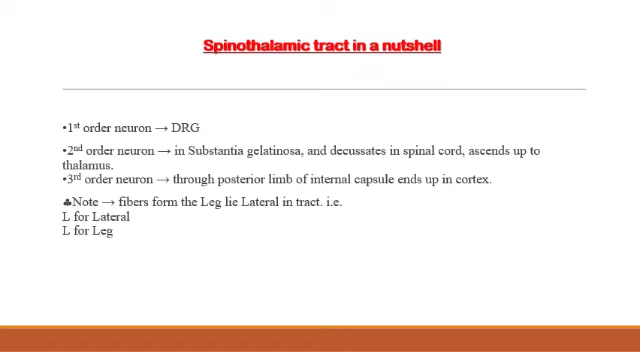 Spinothalamic tract in a nutshell
•1st order neuron → DRG
•2nd order neuron → in Substantia gelatinosa, and decussates in spinal cord, ascends up to
thalamus.
•3rd order neuron → through posterior limb of internal capsule ends up in cortex.
♣Note → fibers form the Leg lie Lateral in tract. i.e.
L for Lateral
L for Leg